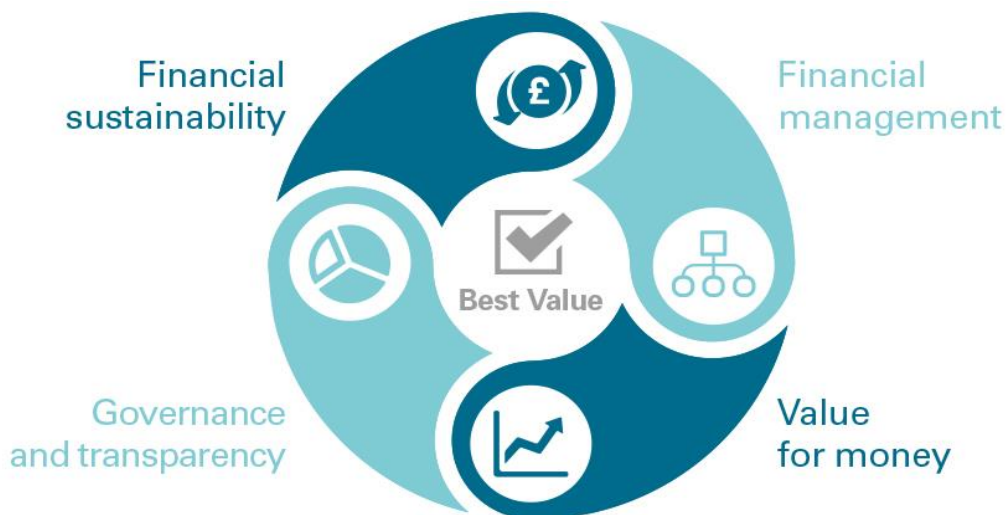 Financial
sustainability
Financial
management
£
Best Value
Governance
and transparency
Value
for money